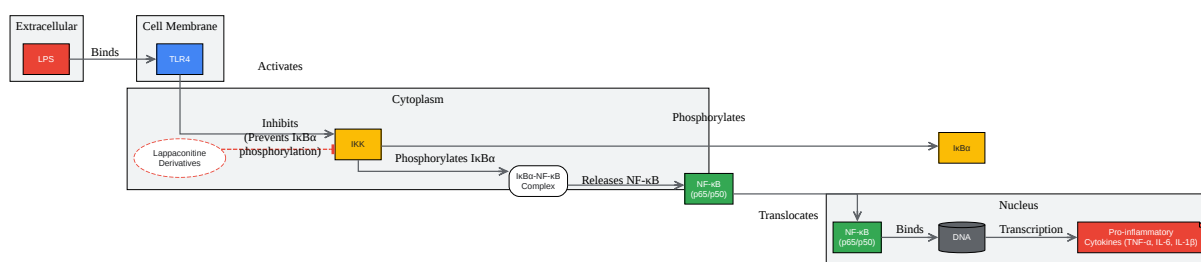 Extracellular
Cell Membrane
LPS
Binds
TLR4
Activates
Cytoplasm
Phosphorylates
Inhibits
(Prevents IκBα
phosphorylation)
IKK
IκBα
Lappaconitine
Derivatives
Phosphorylates IκBα
IκBα-NF-κB
Complex
Releases NF-κB
NF-κB
(p65/p50)
Translocates
Nucleus
NF-κB
(p65/p50)
Binds
DNA
Transcription
Pro-inflammatory
Cytokines (TNF-α, IL-6, IL-1β)